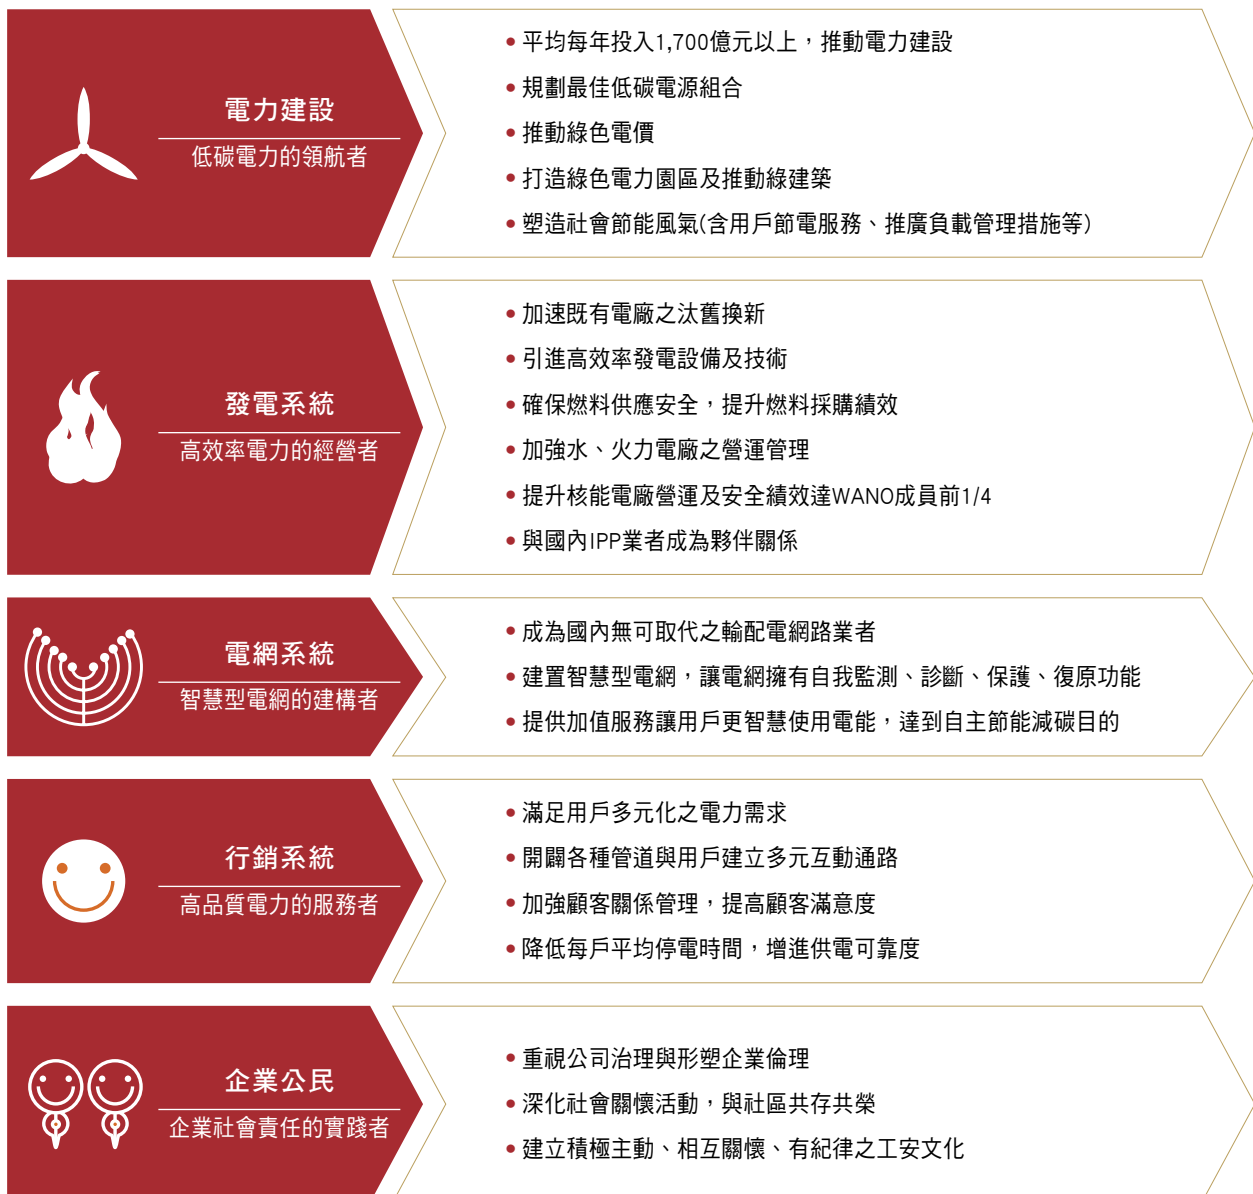 電力建設
低碳電力的領航者
• 平均每年投入1,700億元以上，推動電力建設
• 規劃最佳低碳電源組合
• 推動綠色電價
• 打造綠色電力園區及推動綠建築
• 塑造社會節能風氣(含用戶節電服務、推廣負載管理措施等)
發電系統
高效率電力的經營者
• 加速既有電廠之汰舊換新
• 引進高效率發電設備及技術
• 確保燃料供應安全，提升燃料採購績效
• 加強水、火力電廠之營運管理
• 提升核能電廠營運及安全績效達WANO成員前1/4
• 與國內IPP業者成為夥伴關係
電網系統
智慧型電網的建構者
• 成為國內無可取代之輸配電網路業者
• 建置智慧型電網，讓電網擁有自我監測、診斷、保護、復原功能
• 提供加值服務讓用戶更智慧使用電能，達到自主節能減碳目的
行銷系統
高品質電力的服務者
• 滿足用戶多元化之電力需求
• 開闢各種管道與用戶建立多元互動通路
• 加強顧客關係管理，提高顧客滿意度
• 降低每戶平均停電時間，增進供電可靠度
企業公民
企業社會責任的實踐者
• 重視公司治理與形塑企業倫理
• 深化社會關懷活動，與社區共存共榮
• 建立積極主動、相互關懷、有紀律之工安文化